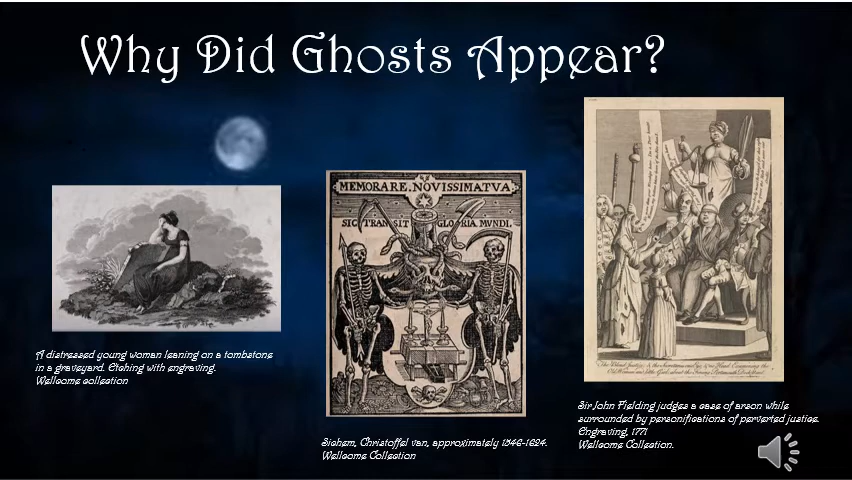 Why Did Ghosts Appear?
MEMORARE. NOVISSIMA TVA.
SIC TRANSIT GLORIA MVNDI.
A distressed young woman leaning on a tombstone
in a graveyard. Etching with engraving.
Wellcome collection
Sichem, Christoffel van, approximately 1546-1624.
Wellcome Collection
Sir John Fielding judges a case of arson while
surrounded by personifications of perverted justice.
Engraving, 1771
Wellcome Collection.